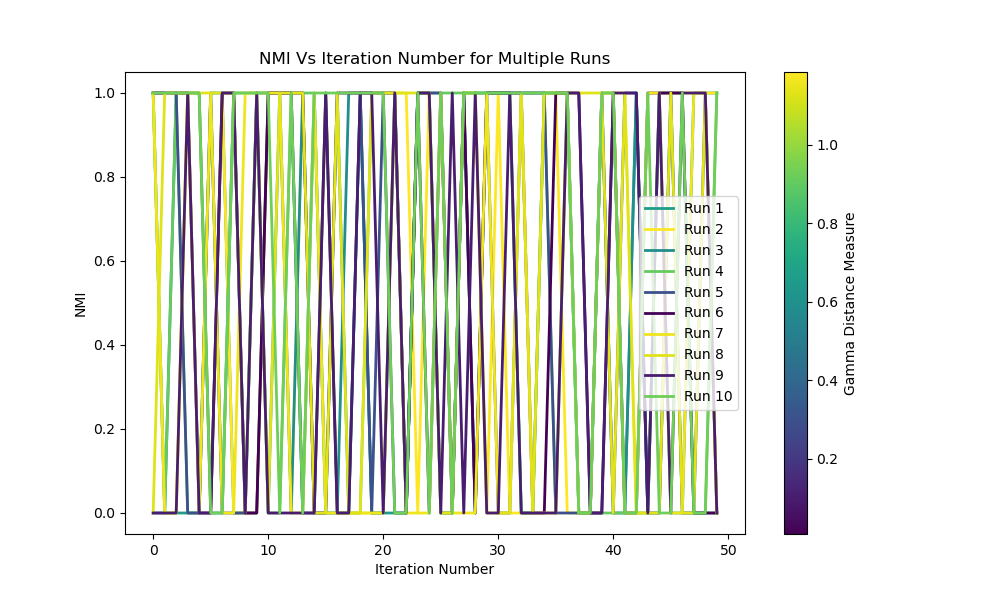 NMI Vs Iteration Number for Multiple Runs
NMI
1.0
0.8
0.6
0.4
0.2
0.0
0
10
20
30
40
50
Iteration Number
Run 1
Run 2
Run 3
Run 4
Run 5
Run 6
Run 7
Run 8
Run 9
Run 10
1.0
0.8
0.6
0.4
0.2
Gamma Distance Measure